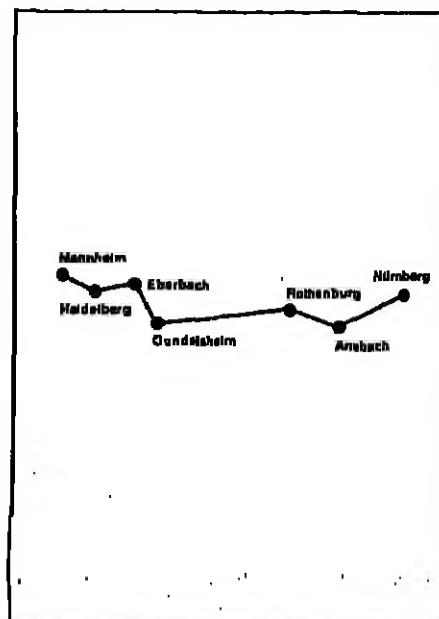 Mannheim
Heidelberg
Eberbach
Gundelsheim
Rothenburg
Ansbach
Nürnberg